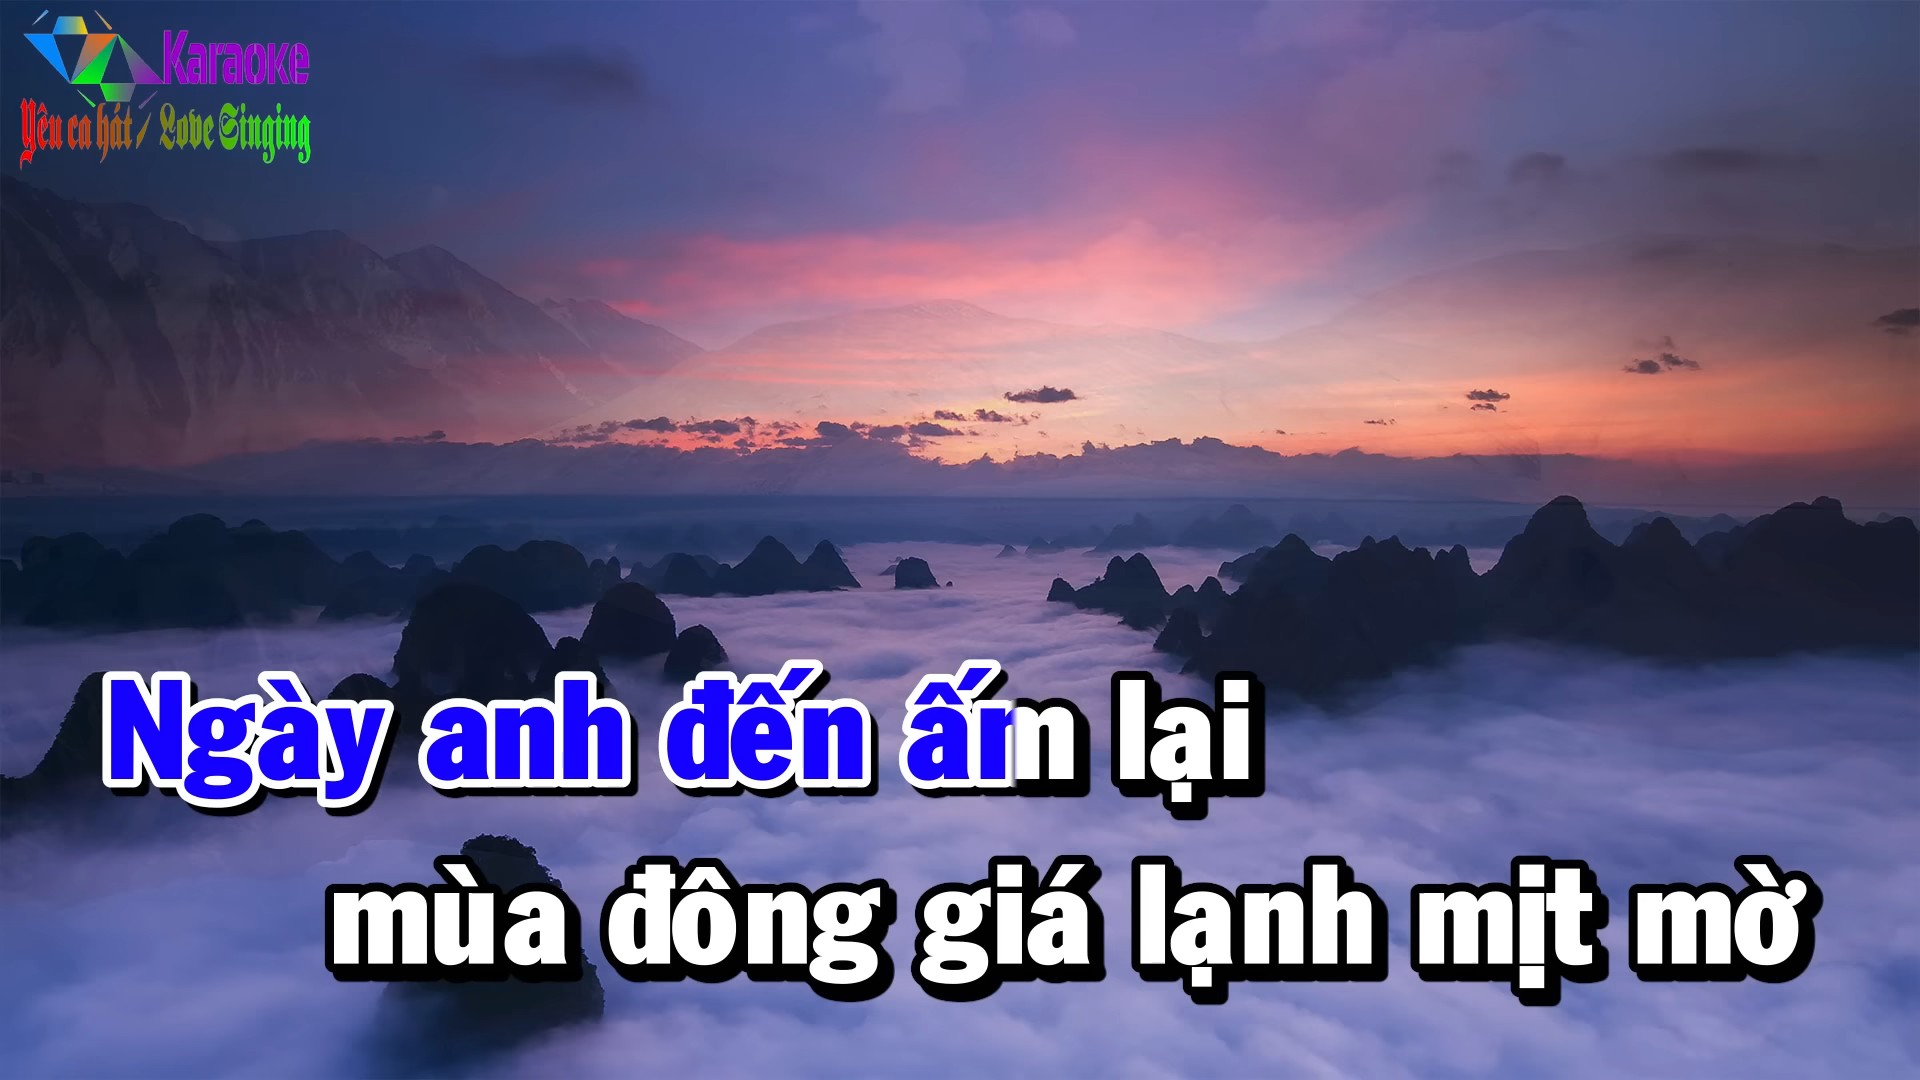 Karaoke
Yêu ca hát / Love Singing
Ngày anh đến ấm lại
mùa đông giá lạnh mịt mờ